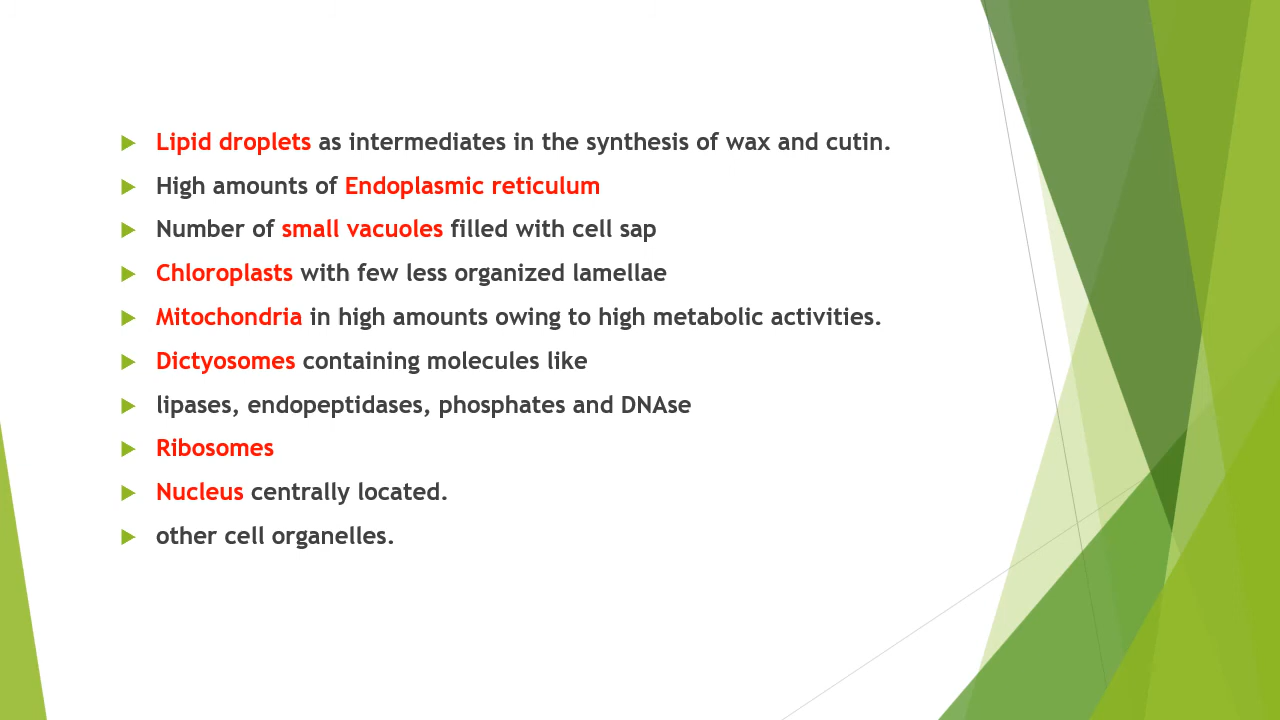 Lipid droplets as intermediates in the synthesis of wax and cutin.
High amounts of Endoplasmic reticulum
Number of small vacuoles filled with cell sap
Chloroplasts with few less organized lamellae
Mitochondria in high amounts owing to high metabolic activities.
Dictyosomes containing molecules like
lipases, endopeptidases, phosphates and DNAse
Ribosomes
Nucleus centrally located.
other cell organelles.